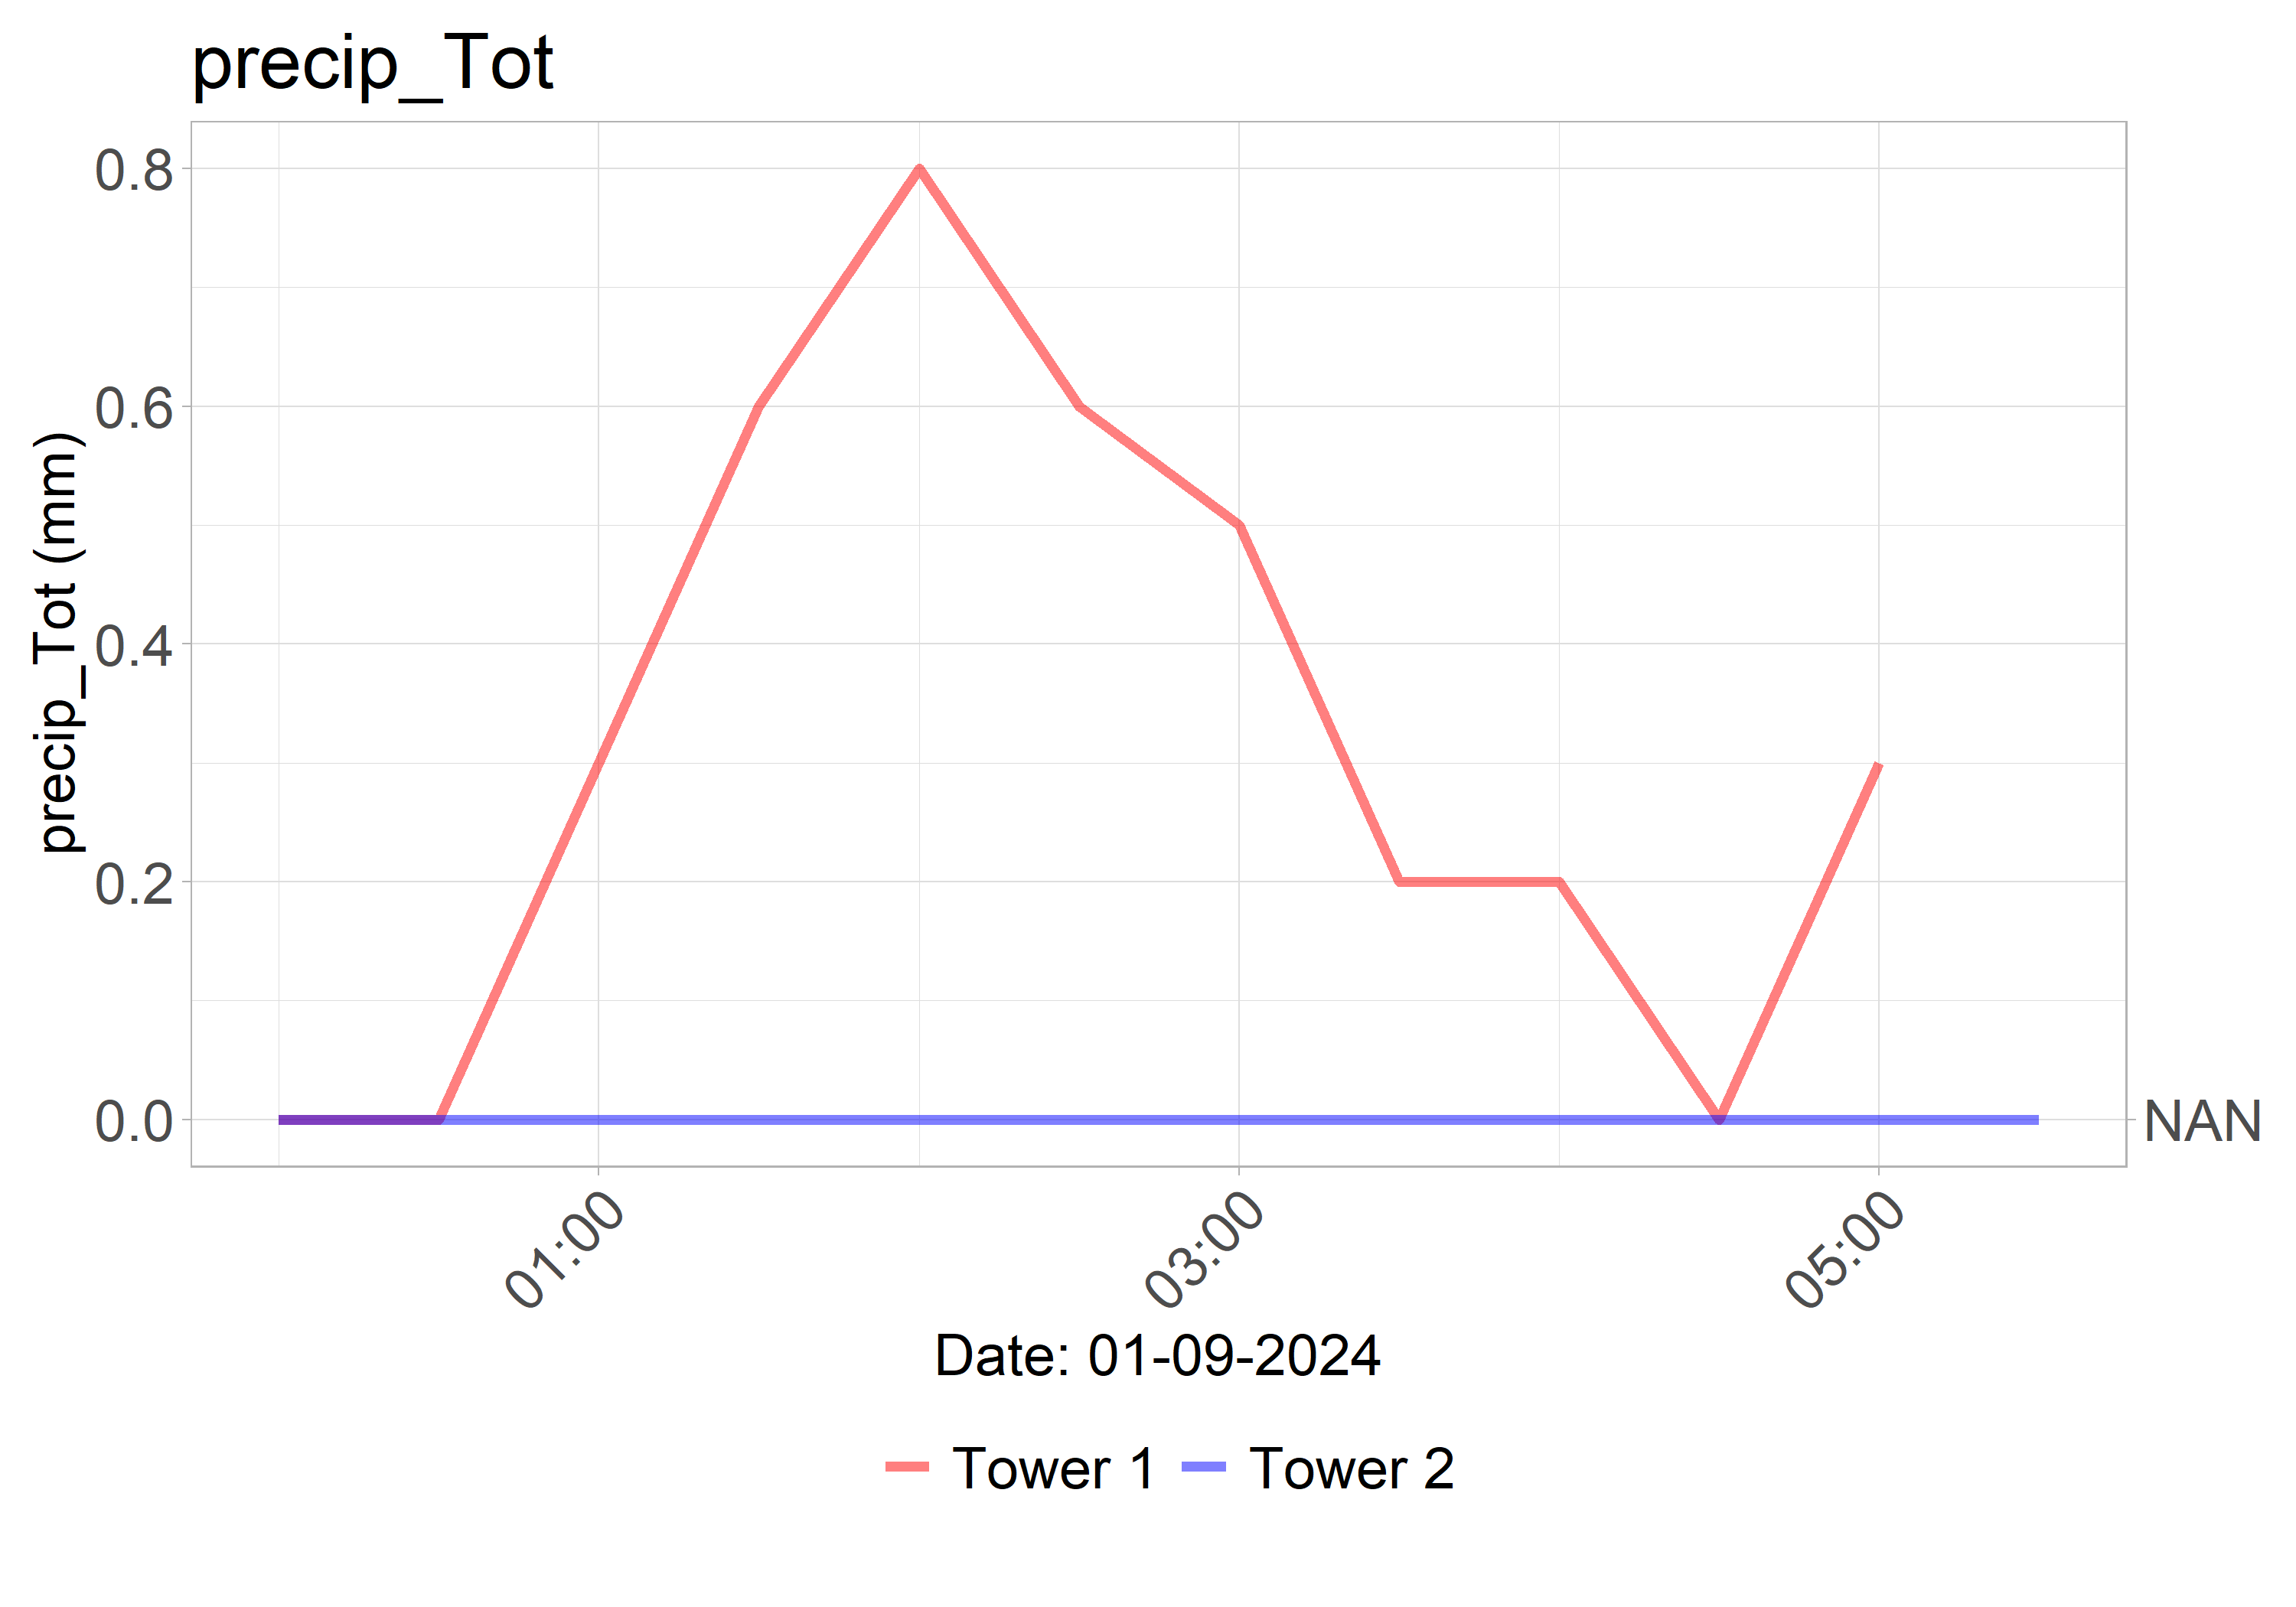 precip_Tot
precip_Tot (mm)
0.8
0.6
0.4
0.2
0.0
NAN
01:00
03:00
05:00
Date: 01-09-2024
Tower 1
Tower 2